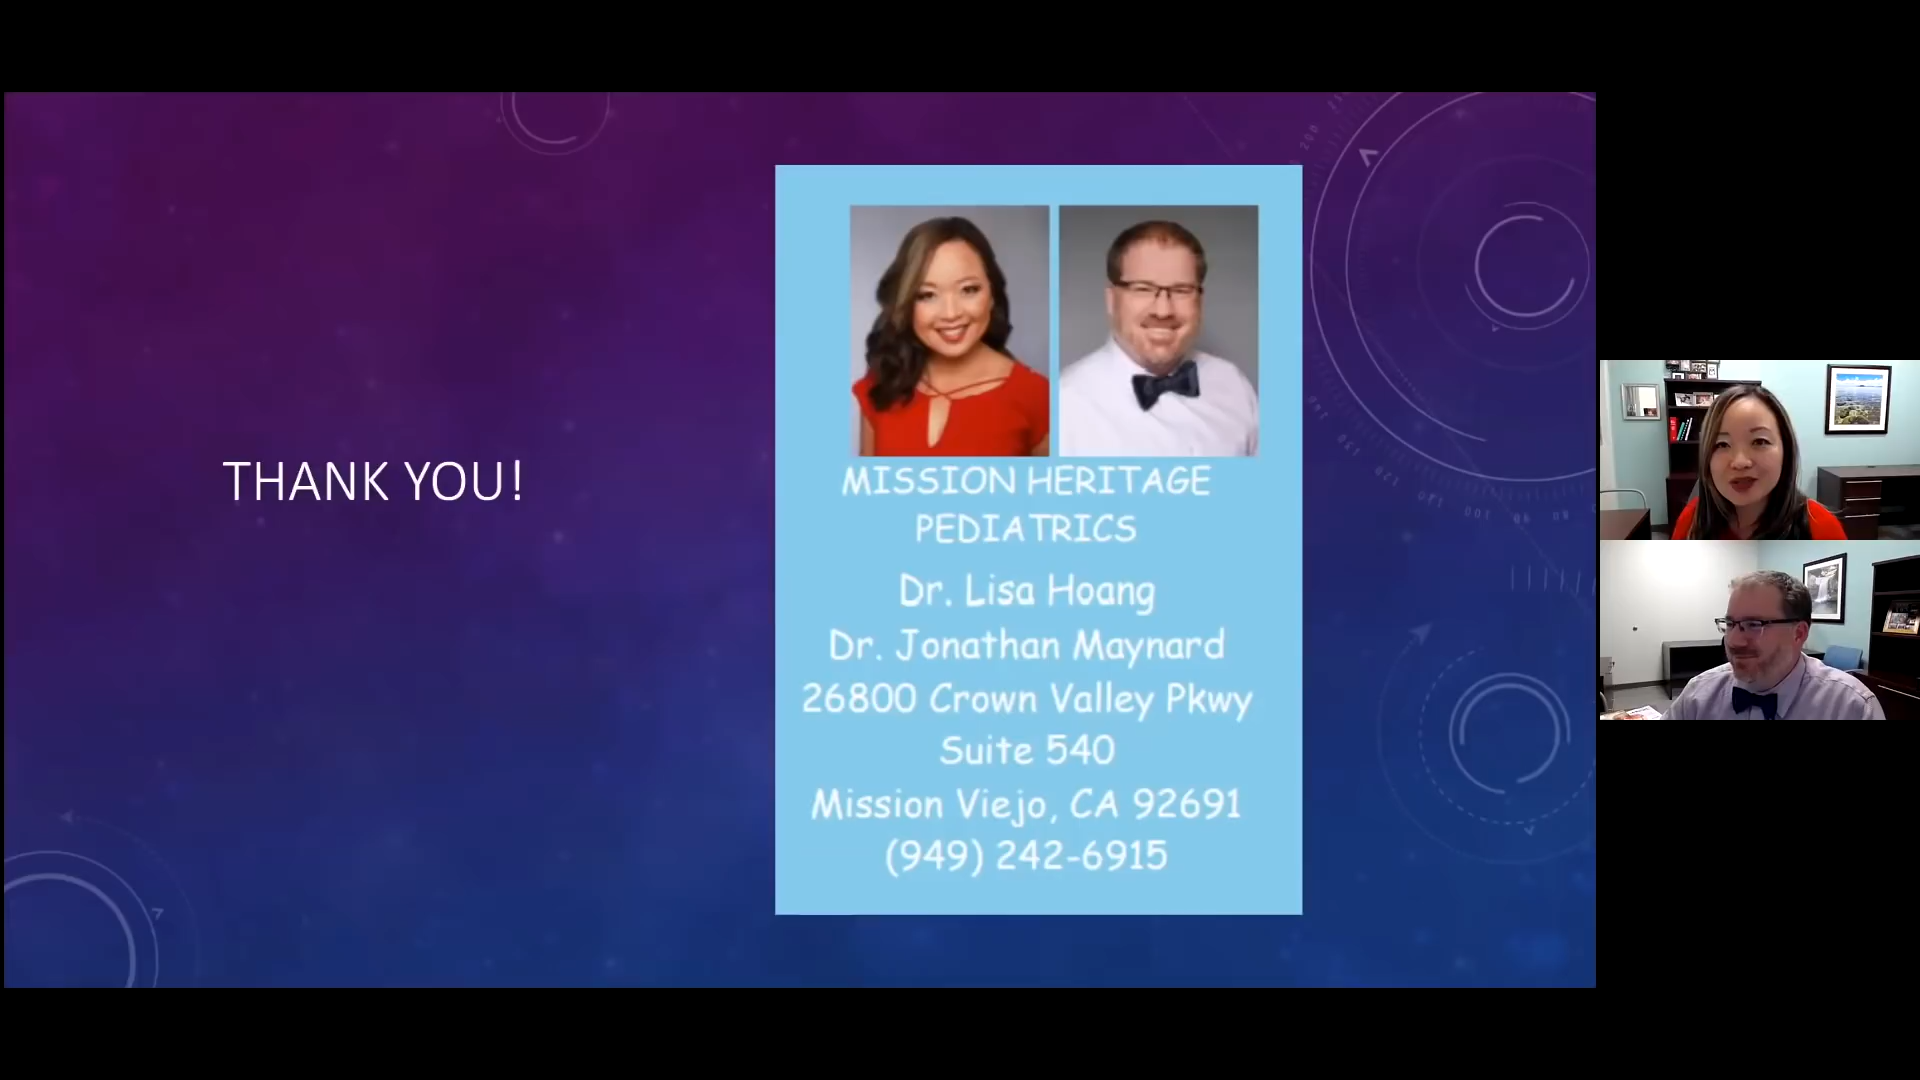 THANK YOU!
MISSION HERITAGE
PEDIATRICS
Dr. Lisa Hoang
Dr. Jonathan Maynard
26800 Crown Valley Pkwy
Suite 540
Mission Viejo, CA 92691
(949) 242-6915